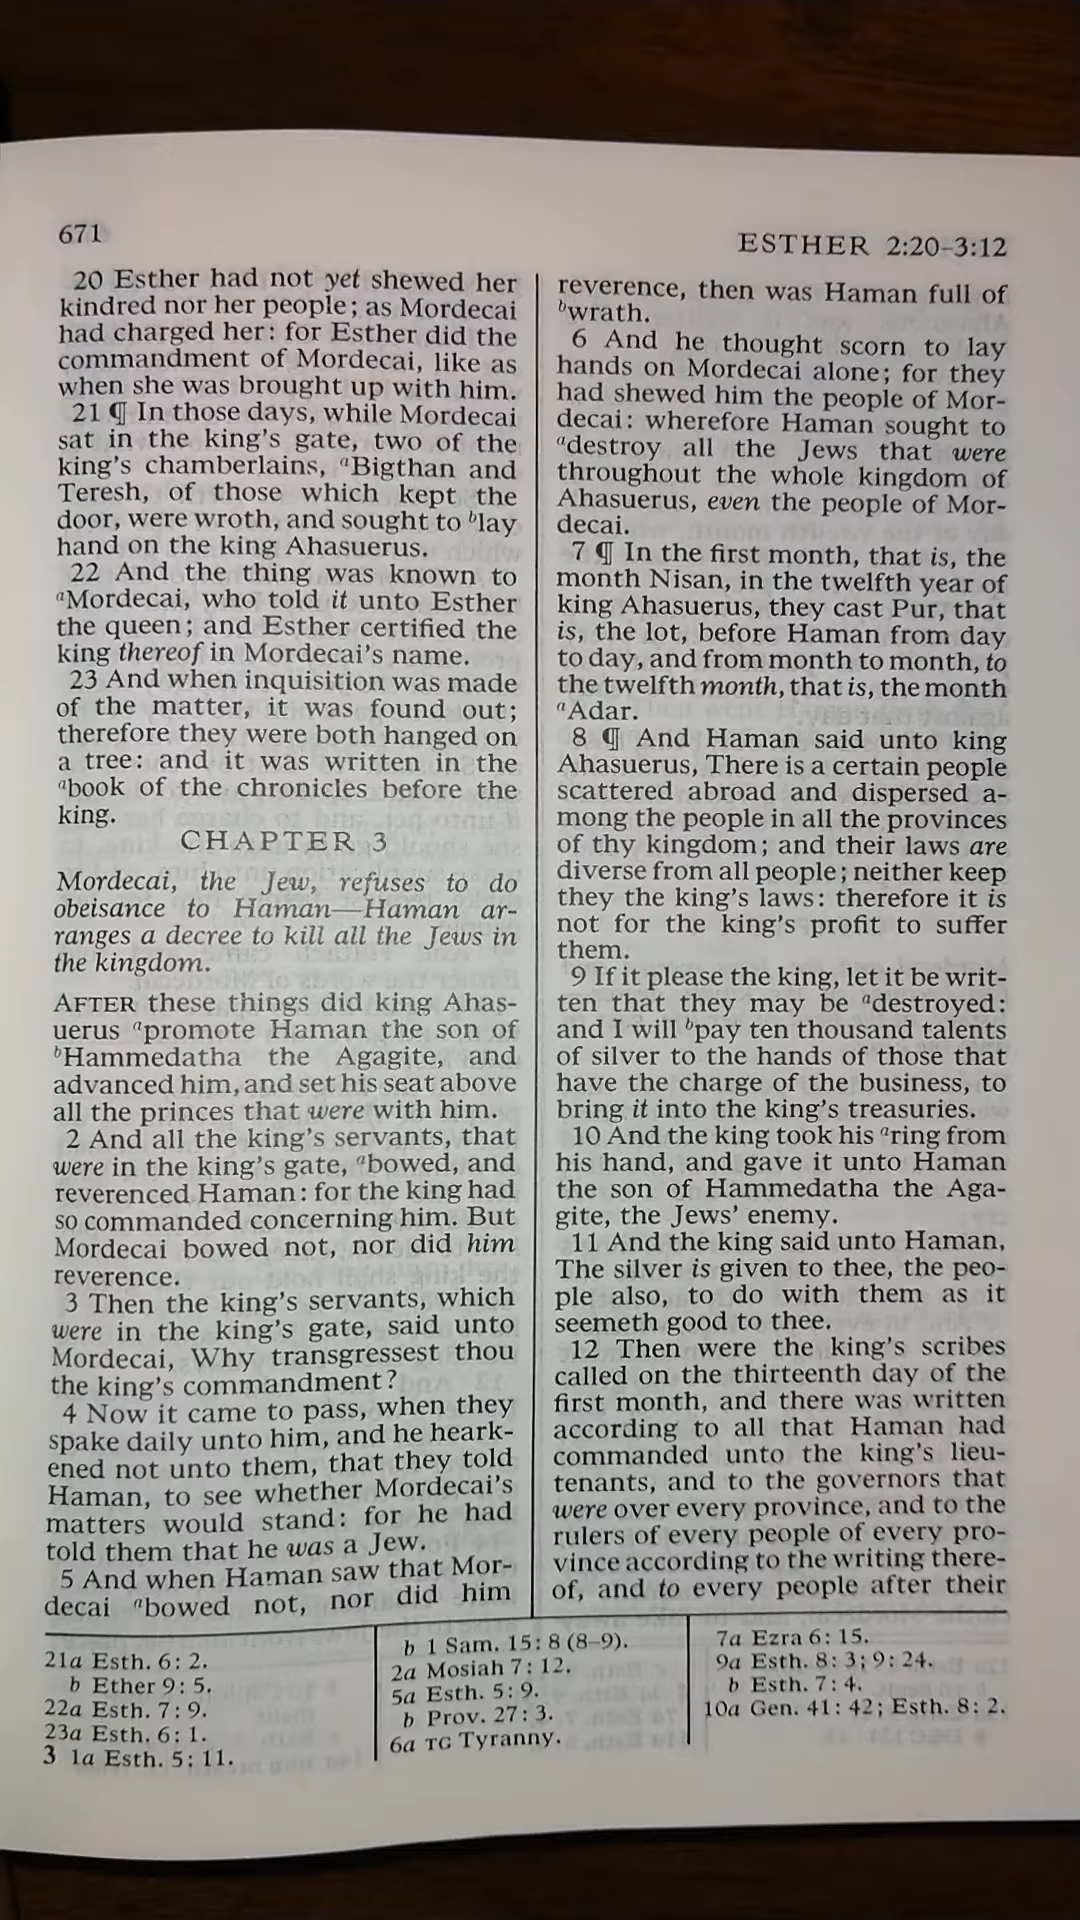 671
ESTHER 2:20–3:12
20 Esther had not yet shewed her
kindred nor her people; as Mordecai
had charged her: for Esther did the
commandment of Mordecai, like as
when she was brought up with him.
21 ¶ In those days, while Mordecai
sat in the king's gate, two of the
king's chamberlains, ᵃBigthan and
Teresh, of those which kept the
door, were wroth, and sought to ᵇlay
hand on the king Ahasuerus.
22 And the thing was known to
ᵃMordecai, who told it unto Esther
the queen; and Esther certified the
king thereof in Mordecai's name.
23 And when inquisition was made
of the matter, it was found out;
therefore they were both hanged on
a tree: and it was written in the
ᵃbook of the chronicles before the
king.
CHAPTER 3
Mordecai, the Jew, refuses to do
obeisance to Haman—Haman ar-
ranges a decree to kill all the Jews in
the kingdom.
AFTER these things did king Ahas-
uerus ᵃpromote Haman the son of
ᵇHammedatha the Agagite, and
advanced him, and set his seat above
all the princes that were with him.
2 And all the king's servants, that
were in the king's gate, ᵃbowed, and
reverenced Haman: for the king had
so commanded concerning him. But
Mordecai bowed not, nor did him
reverence.
3 Then the king's servants, which
were in the king's gate, said unto
Mordecai, Why transgressest thou
the king's commandment?
4 Now it came to pass, when they
spake daily unto him, and he heark-
ened not unto them, that they told
Haman, to see whether Mordecai's
matters would stand: for he had
told them that he was a Jew.
5 And when Haman saw that Mor-
decai ᵃbowed not, nor did him
reverence, then was Haman full of
ᵇwrath.
6 And he thought scorn to lay
hands on Mordecai alone; for they
had shewed him the people of Mor-
decai: wherefore Haman sought to
ᵃdestroy all the Jews that were
throughout the whole kingdom of
Ahasuerus, even the people of Mor-
decai.
7 ¶ In the first month, that is, the
month Nisan, in the twelfth year of
king Ahasuerus, they cast Pur, that
is, the lot, before Haman from day
to day, and from month to month, to
the twelfth month, that is, the month
ᵃAdar.
8 ¶ And Haman said unto king
Ahasuerus, There is a certain people
scattered abroad and dispersed a-
mong the people in all the provinces
of thy kingdom; and their laws are
diverse from all people; neither keep
they the king's laws: therefore it is
not for the king's profit to suffer
them.
9 If it please the king, let it be writ-
ten that they may be ᵃdestroyed:
and I will ᵇpay ten thousand talents
of silver to the hands of those that
have the charge of the business, to
bring it into the king's treasuries.
10 And the king took his ᵃring from
his hand, and gave it unto Haman
the son of Hammedatha the Aga-
gite, the Jews' enemy.
11 And the king said unto Haman,
The silver is given to thee, the peo-
ple also, to do with them as it
seemeth good to thee.
12 Then were the king's scribes
called on the thirteenth day of the
first month, and there was written
according to all that Haman had
commanded unto the king's lieu-
tenants, and to the governors that
were over every province, and to the
rulers of every people of every pro-
vince according to the writing there-
of, and to every people after their
21a Esth. 6: 2.
b Ether 9: 5.
22a Esth. 7: 9.
23a Esth. 6: 1.
3 1a Esth. 5: 11.
b 1 Sam. 15: 8 (8–9).
2a Mosiah 7: 12.
5a Esth. 5: 9.
b Prov. 27: 3.
6a TG Tyranny.
7a Ezra 6: 15.
9a Esth. 8: 3; 9: 24.
b Esth. 7: 4.
10a Gen. 41: 42; Esth. 8: 2.